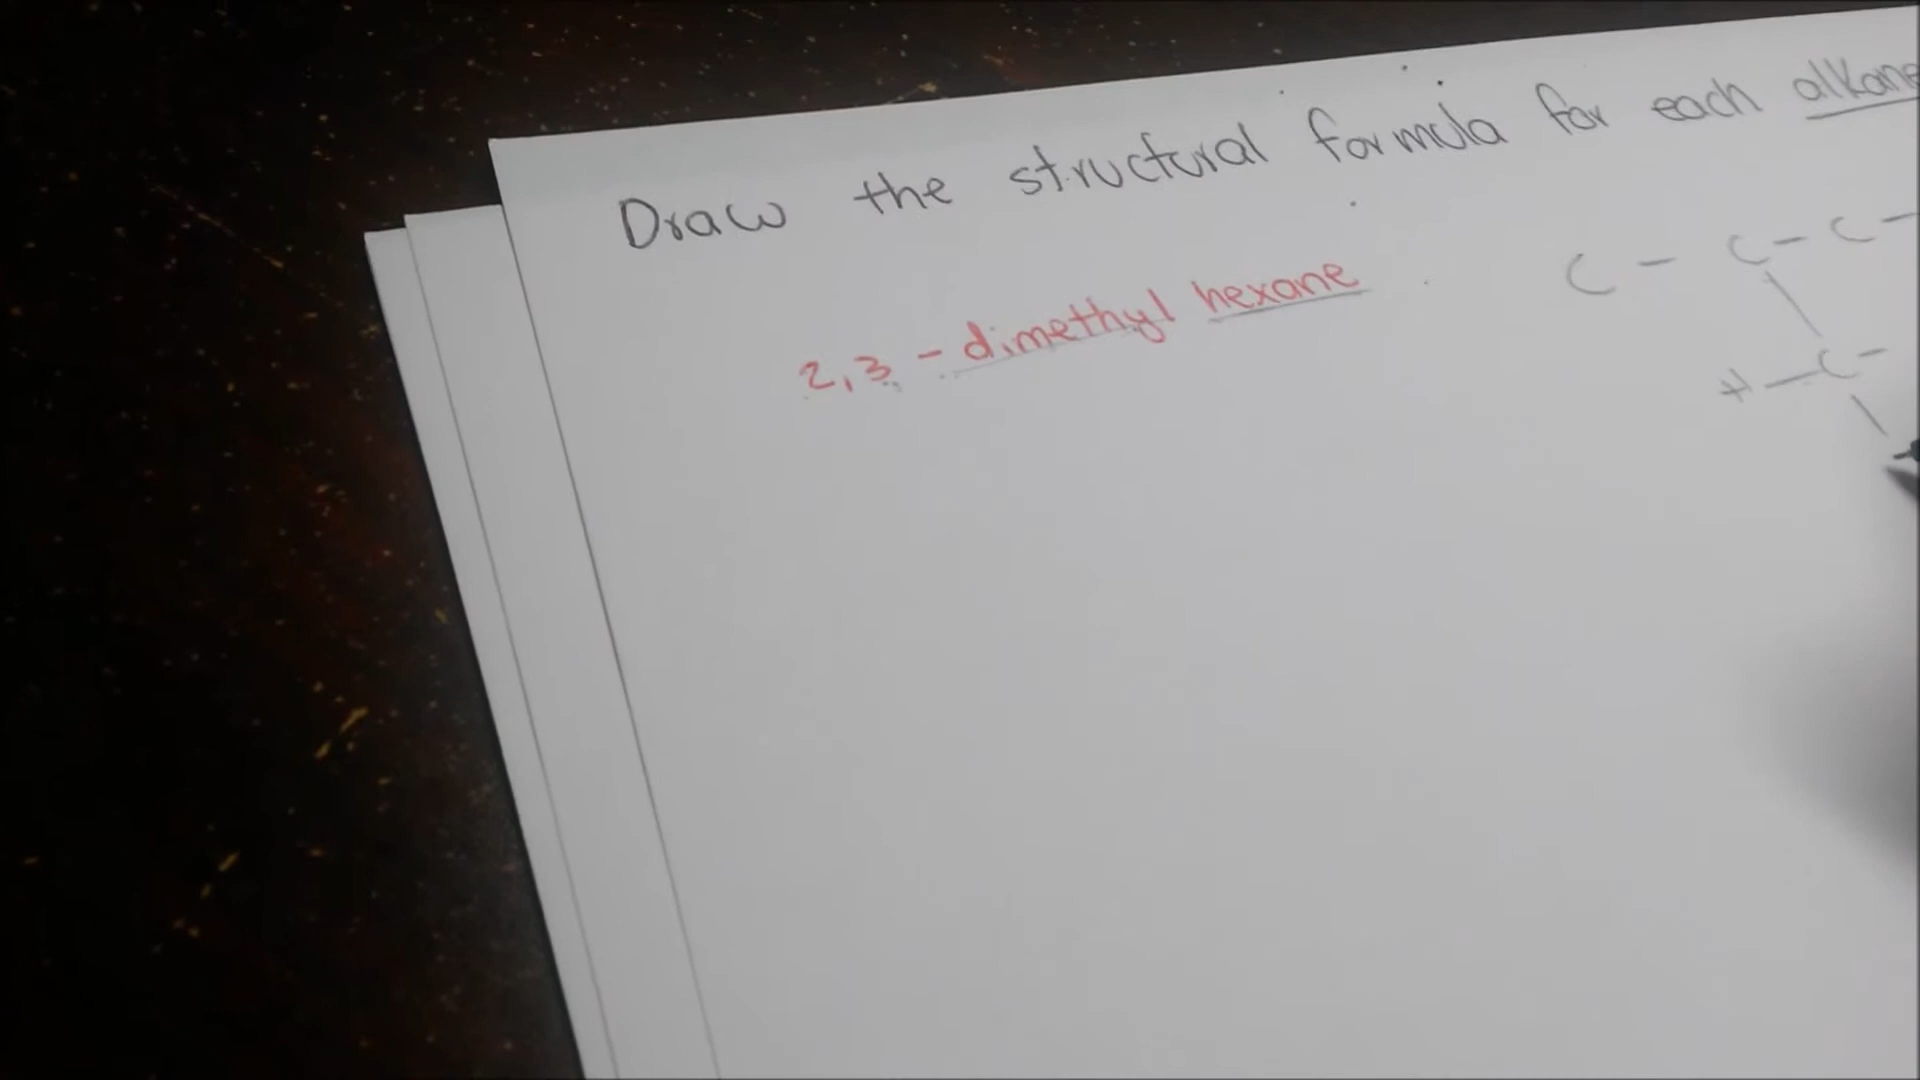 Draw the structural formula for each alkane
2,3 - dimethyl hexane
C - C - C -
H - C -